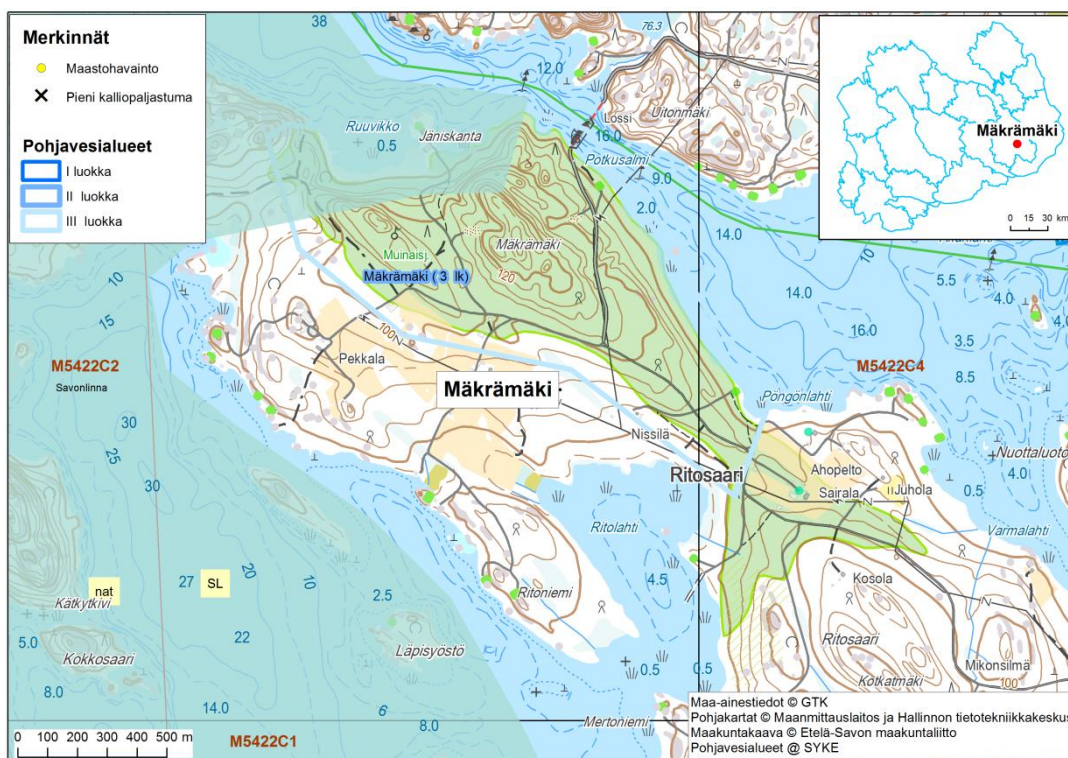 Merkinnät
Maastohavainto
Pieni kalliopaljastuma
Pohjavesialueet
I luokka
II luokka
III luokka
38
76.3
12.0
Ruuvikko
0.5
Jäniskanta
Lossi
16.0
Uitonmäki
Potkusalmi
9.0
2.0
14.0
Mäkrämäki
0 15 30 km
5.5
4.0
4.0
Mäkrämäki
Muinaisj.
120
Mäkrämäki ( 3 lk)
14.0
16.0
3.5
8.5
10
15
100
Pekkala
M5422C2
Savonlinna
M5422C4
Mäkrämäki
Pöngönlahti
30
25
30
Nissilä
Ritosaari
Ahopelto
Sairala
Juhola
Nuottaluoto
4.0
0.5
Ritolahti
Varmalahti
nat
27
SL
20
10
2.5
Kätkytkivi
5.0
Kokkosaari
22
4.5
Ritoniemi
Kosola
Läpisyöstö
Ritosaari
Kotkatmäki
Mikonsilmä
100
0.5
0.5
8.0
14.0
6
8.0
Mertoniemi
M5422C1
0 100 200 300 400 500 m
Maa-ainestiedot © GTK
Pohjakartat © Maanmittauslaitos ja Hallinnon tietotekniikkakeskus
Maakuntakaava © Etelä-Savon maakuntaliitto
Pohjavesialueet @ SYKE